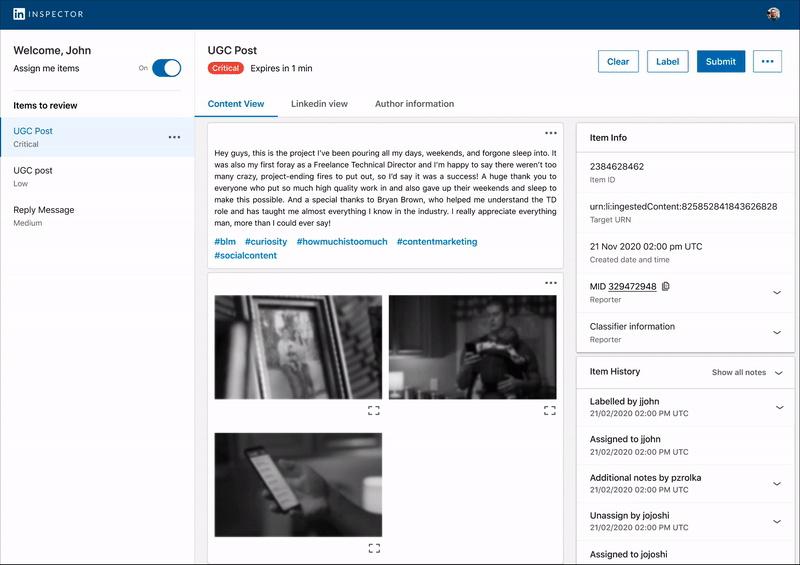 in INSPECTOR
Welcome, John
Assign me items On
Items to review
UGC Post
Critical
UGC post
Low
Reply Message
Medium
UGC Post
Critical Expires in 1 min
Clear Label Submit
Content View Linkedin view Author information
Hey guys, this is the project I've been pouring all my days, weekends, and forgone sleep into. It
was also my first foray as a Freelance Technical Director and I'm happy to say there weren't too
many crazy, project-ending fires to put out, so I'd say it was a success! A huge thank you to
everyone who put so much high quality work in and also gave up their weekends and sleep to
make this possible. And a special thanks to Bryan Brown, who helped me understand the TD
role and has taught me almost everything I know in the industry. I really appreciate everything
man, more than I could ever say!
#blm #curiosity #howmuchistoomuch #contentmarketing
#socialcontent
Item Info
2384628462
Item ID
urn:li:ingestedContent:825852841843626828
Target URN
21 Nov 2020 02:00 pm UTC
Created date and time
MID 329472948
Reporter
Classifier information
Reporter
Item History Show all notes
Labelled by jjohn
21/02/2020 02:00 PM UTC
Assigned to jjohn
21/02/2020 02:00 PM UTC
Additional notes by pzrolka
21/02/2020 02:00 PM UTC
Unassign by jojoshi
21/02/2020 02:00 PM UTC
Assigned to jojoshi